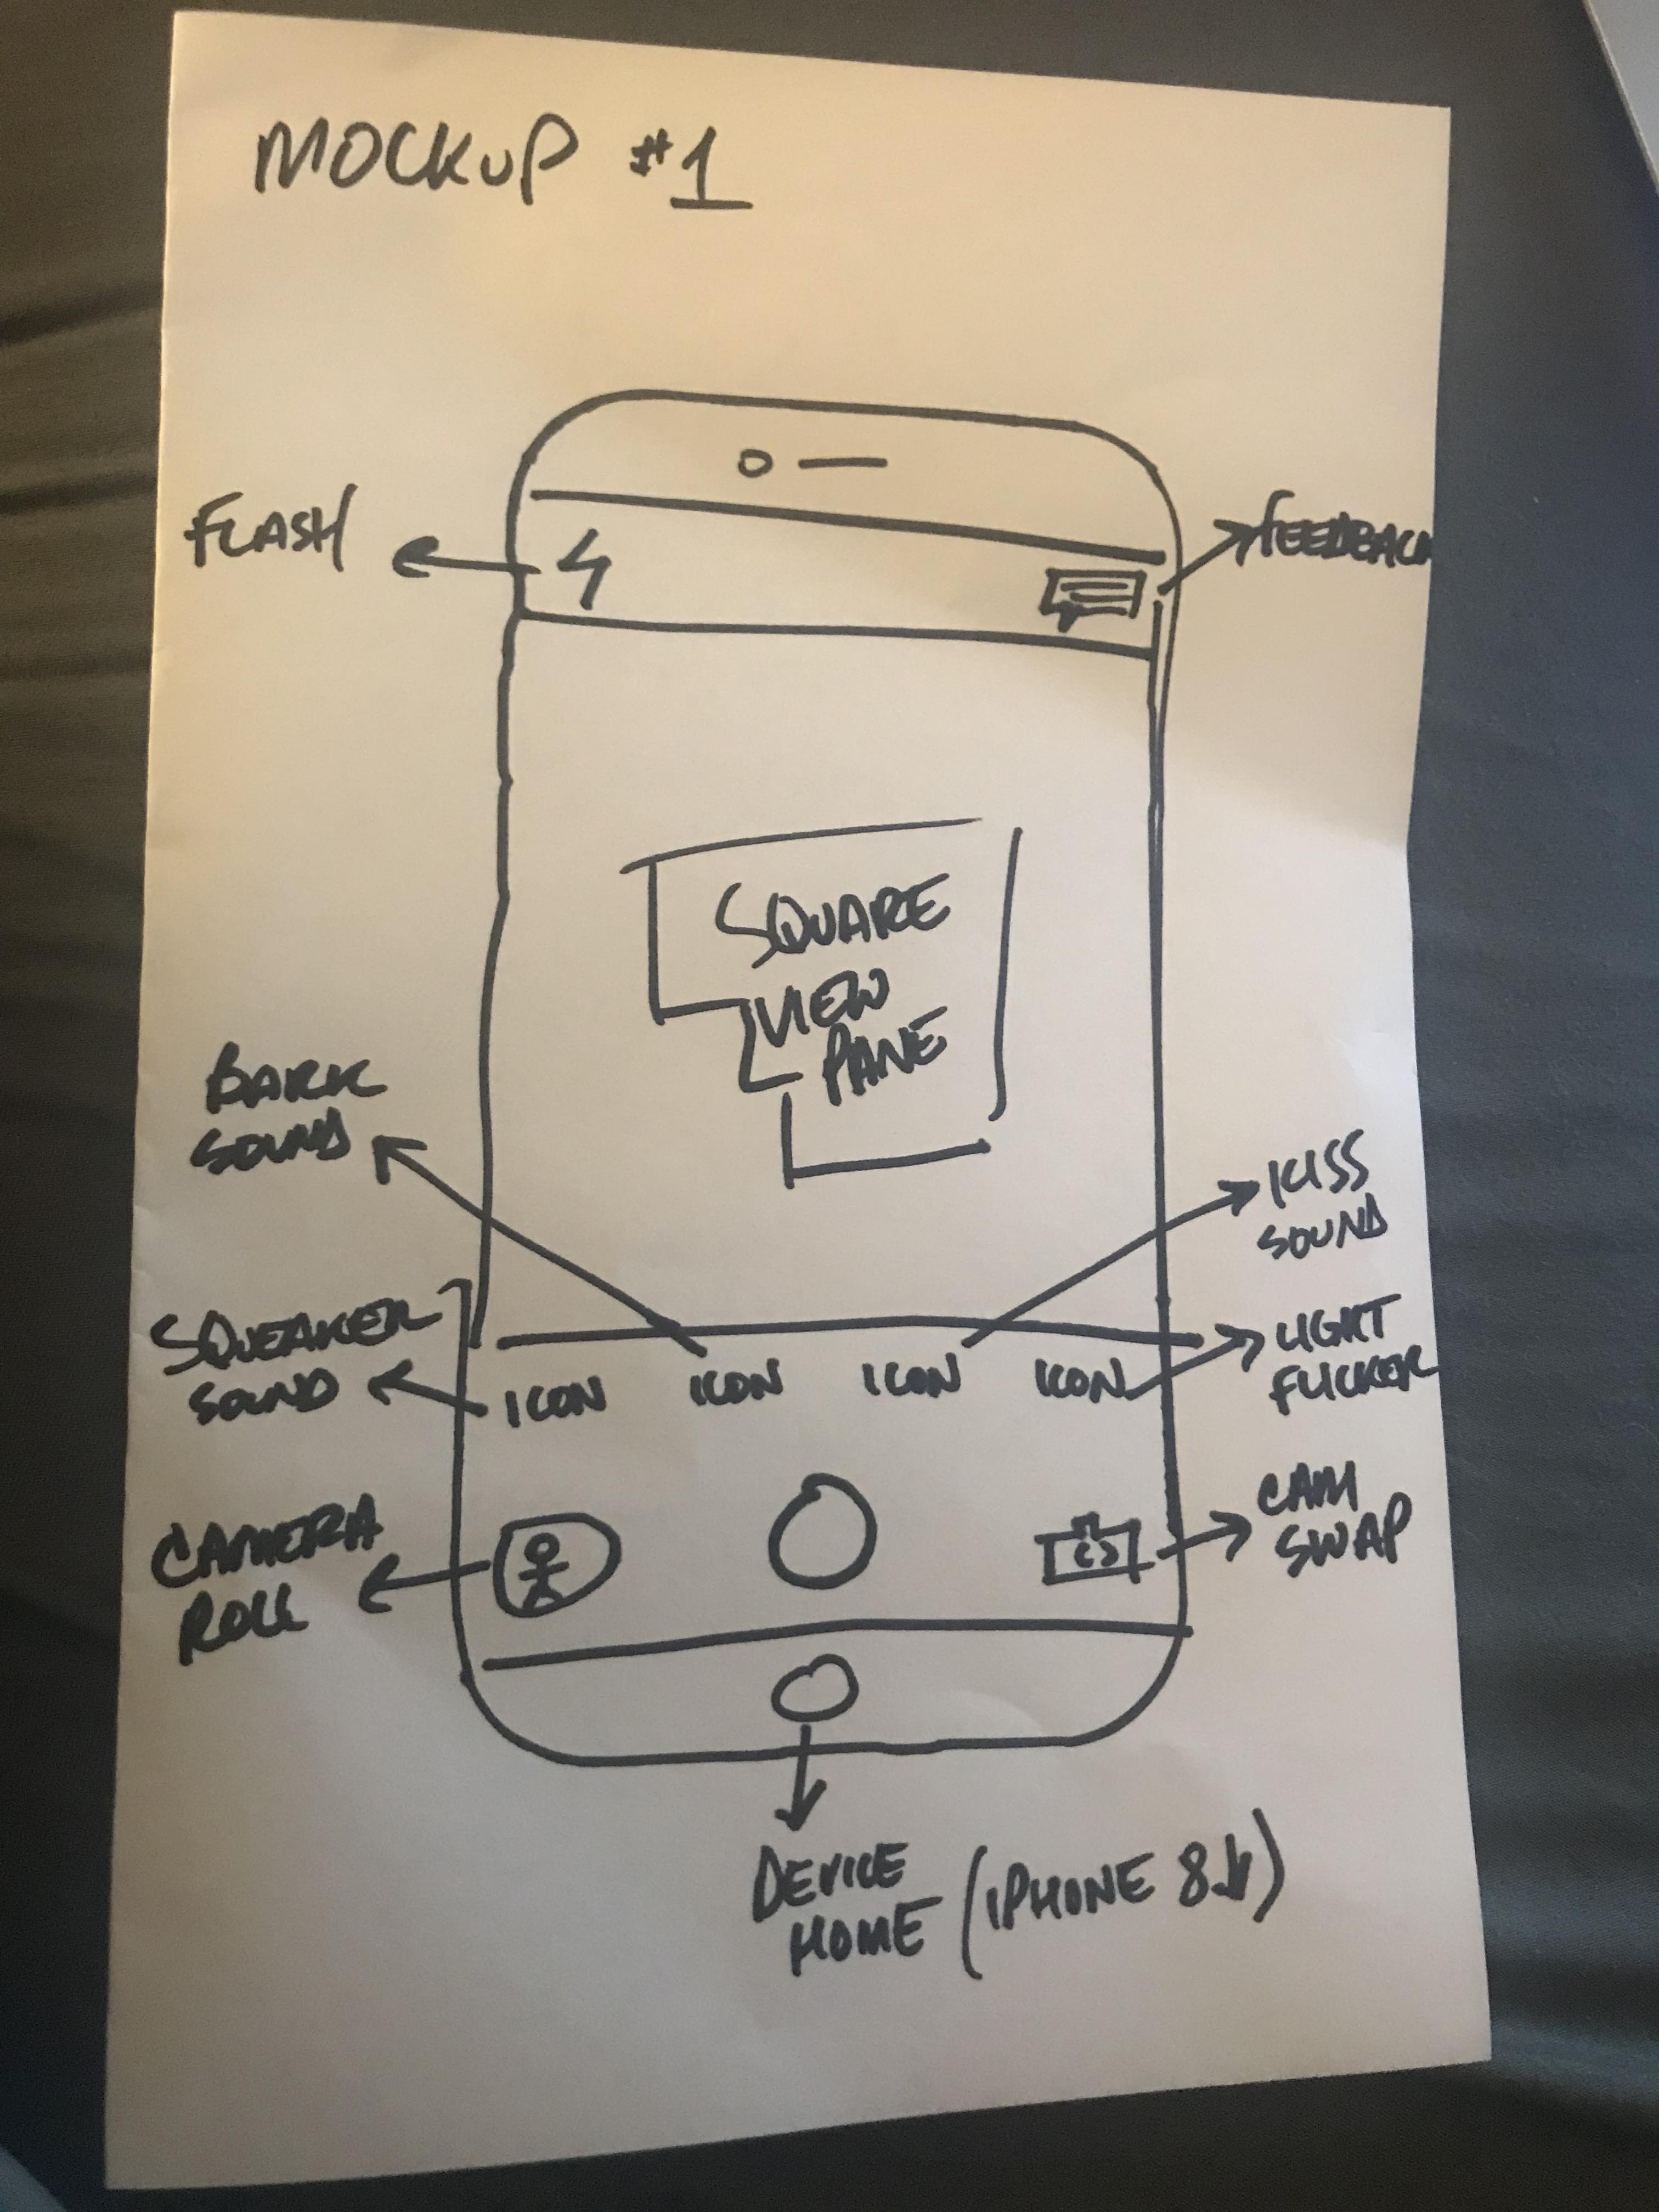 MOCKUP #1
FLASH
FEEDBACK
SQUARE
VIEW
PANE
BARK
SOUND
KISS
SOUND
SQUEAKER
SOUND
LIGHT
FLICKER
ICON ICON ICON ICON
CAMERA
ROLL
CAM
SWAP
DEVICE
HOME (iPHONE 8↓)